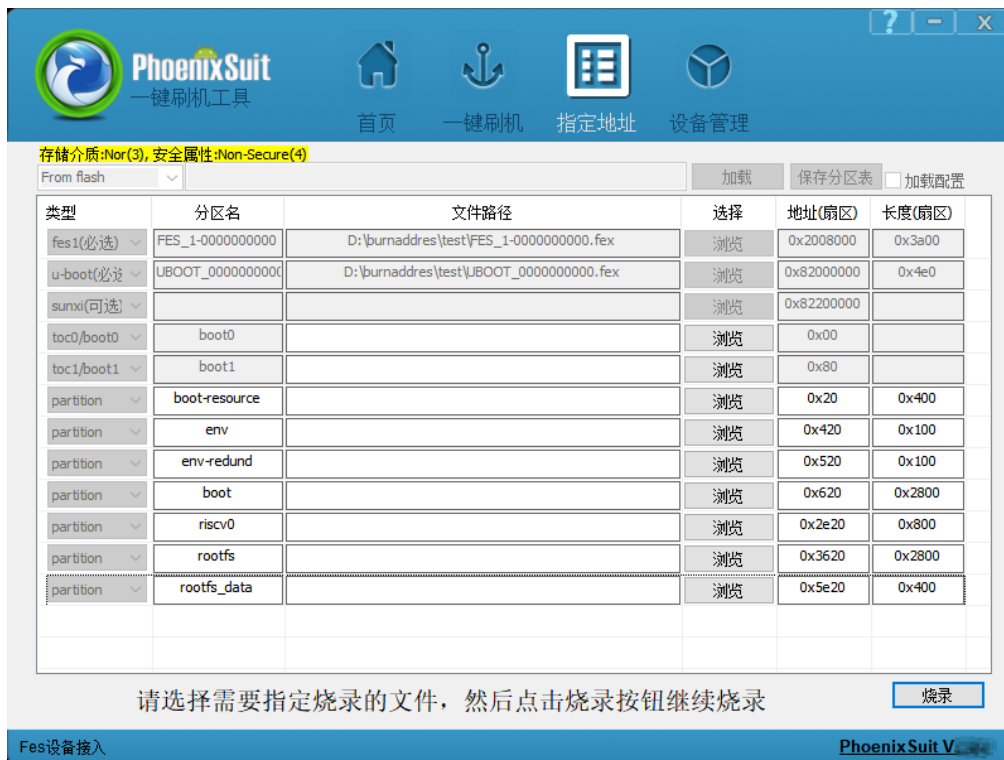 ? - X
PhoenixSuit
一键刷机工具
首页 一键刷机 指定地址 设备管理
存储介质:Nor(3), 安全属性:Non-Secure(4)
From flash 加载 保存分区表 加载配置
类型 分区名 文件路径 选择 地址(扇区) 长度(扇区)
fes1(必选) FES_1-0000000000 D:\burnaddres\test\FES_1-0000000000.fex 浏览 0x2008000 0x3a00
u-boot(必选 UBOOT_0000000000 D:\burnaddres\test\UBOOT_0000000000.fex 浏览 0x82000000 0x4e0
sunxi(可选) 浏览 0x82200000
toc0/boot0 boot0 浏览 0x00
toc1/boot1 boot1 浏览 0x80
partition boot-resource 浏览 0x20 0x400
partition env 浏览 0x420 0x100
partition env-redund 浏览 0x520 0x100
partition boot 浏览 0x620 0x2800
partition riscv0 浏览 0x2e20 0x800
partition rootfs 浏览 0x3620 0x2800
partition rootfs_data 浏览 0x5e20 0x400
请选择需要指定烧录的文件，然后点击烧录按钮继续烧录 烧录
Fes设备接入 PhoenixSuit V